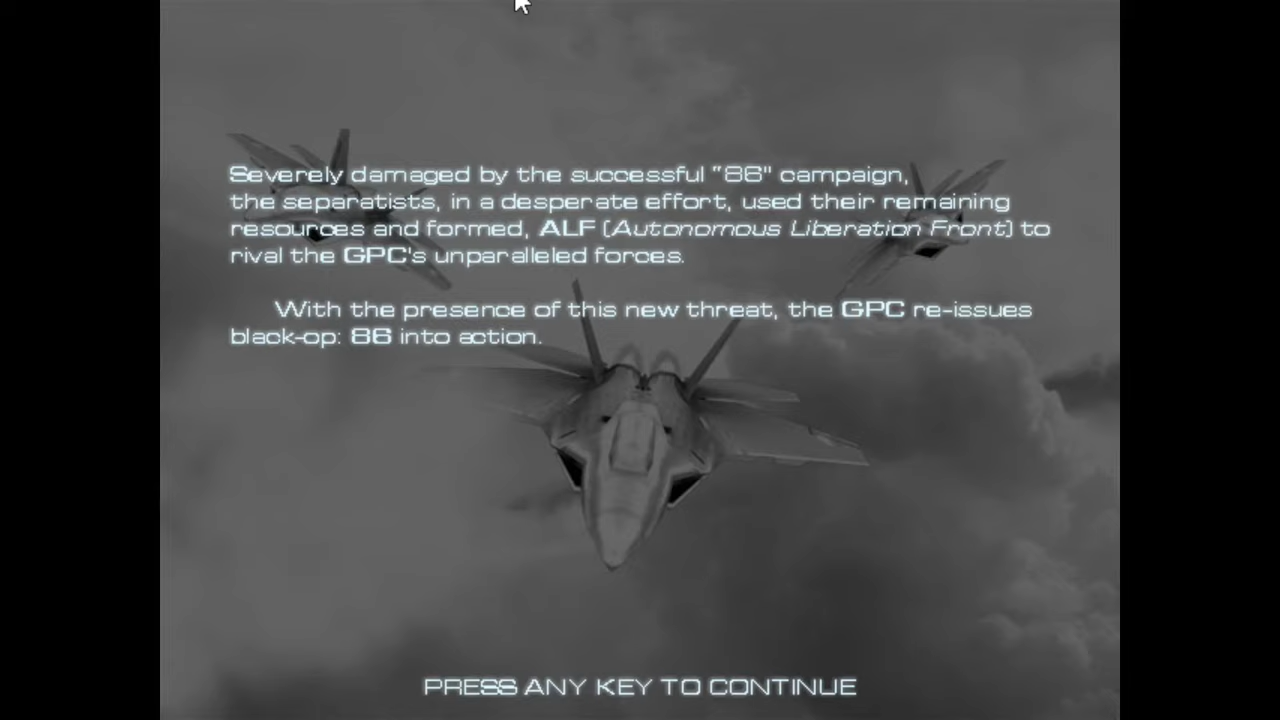 Severely damaged by the successful "86" campaign,
the separatists, in a desperate effort, used their remaining
resources and formed, ALF (Autonomous Liberation Front) to
rival the GPC's unparalleled forces.
With the presence of this new threat, the GPC re-issues
black-op: 86 into action.
PRESS ANY KEY TO CONTINUE